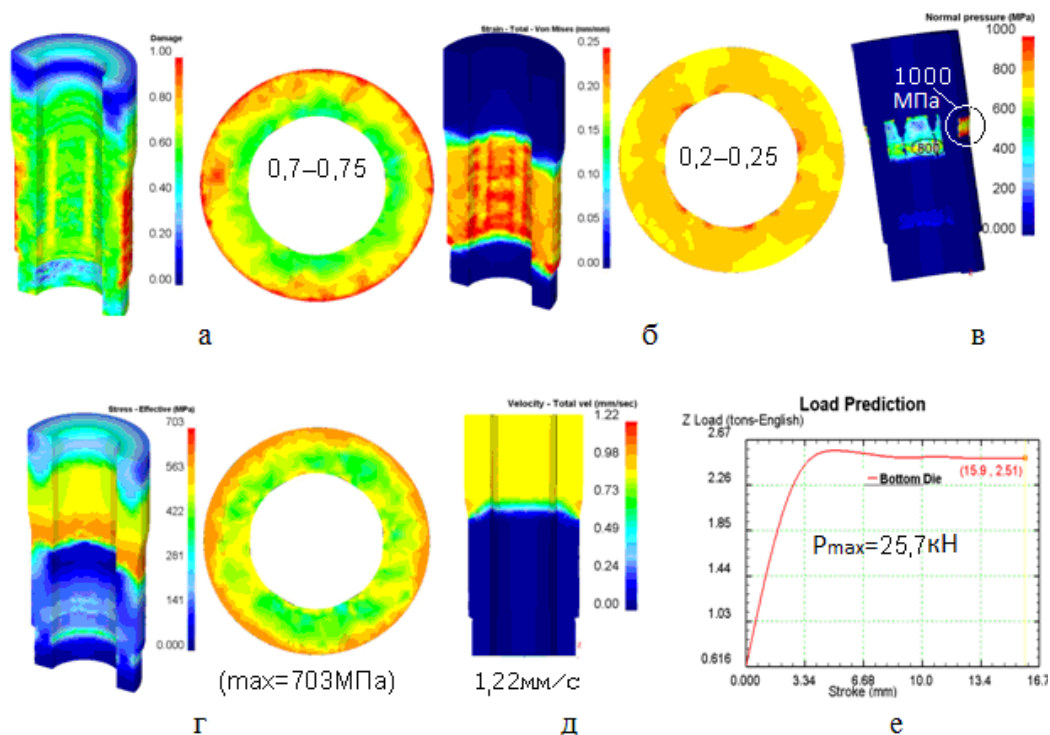 Damage
1.00
0.80
0.60
0.40
0.20
0.00
0,7–0,75
а
Strain - Total - Von Mises (mm/mm)
0.25
0.20
0.15
0.10
0.05
0.00
0,2–0,25
б
Normal pressure (MPa)
1000
800
600
400
200
0.000
1000
МПа
800
в
Stress - Effective (MPa)
703
563
422
281
141
0.000
(max=703МПа)
г
Velocity - Total vel (mm/sec)
1.22
0.98
0.73
0.49
0.24
0.00
1,22мм/с
д
Load Prediction
Z Load (tons-English)
2.67
2.26
1.85
1.44
1.03
0.616
Bottom Die
(15.9, 2.51)
Pmax=25,7кН
0.000
3.34
6.68
10.0
13.4
16.7
Stroke (mm)
е